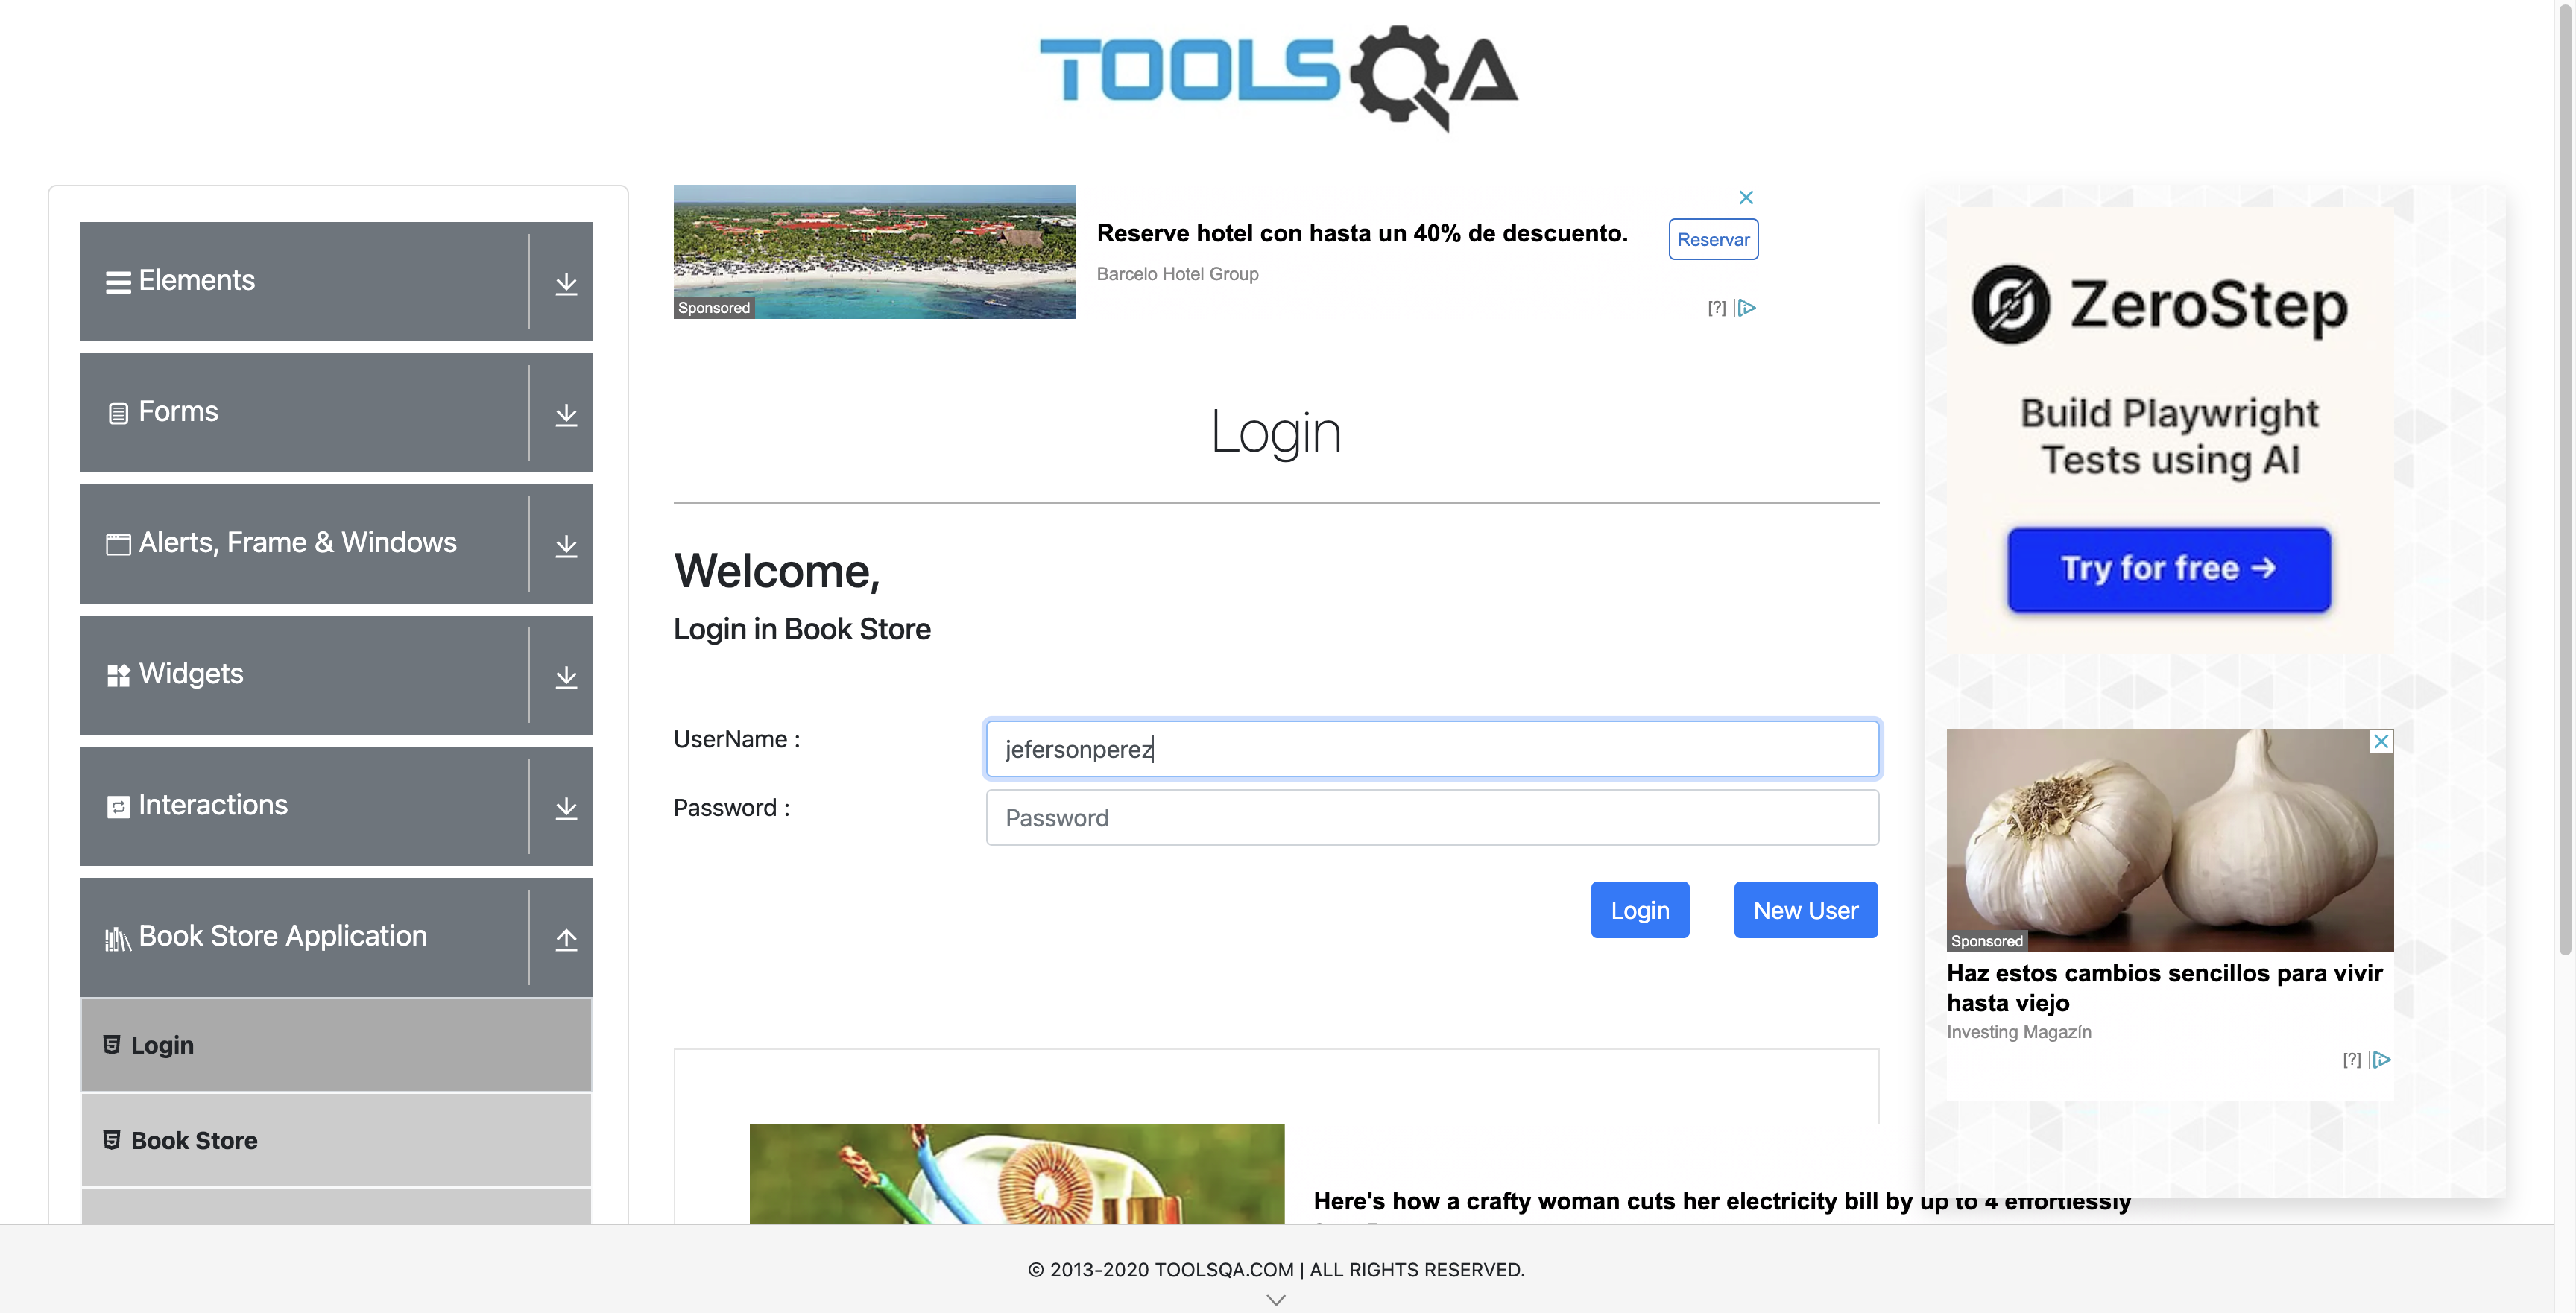 TOOLSQA
Elements
Forms
Alerts, Frame & Windows
Widgets
Interactions
Book Store Application
Login
Book Store
Sponsored
Reserve hotel con hasta un 40% de descuento.
Barcelo Hotel Group
Reservar
[?]
Login
Welcome,
Login in Book Store
UserName :
jefersonperez
Password :
Password
Login
New User
Here's how a crafty woman cuts her electricity bill by up to 4 effortlessly
ZeroStep
Build Playwright
Tests using AI
Try for free →
Sponsored
Haz estos cambios sencillos para vivir
hasta viejo
Investing Magazín
[?]
© 2013-2020 TOOLSQA.COM | ALL RIGHTS RESERVED.